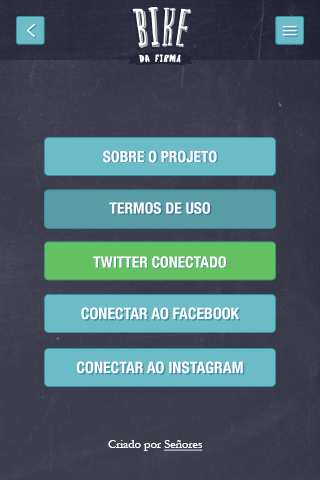 BIKE
DA FIRMA
SOBRE O PROJETO
TERMOS DE USO
TWITTER CONECTADO
CONECTAR AO FACEBOOK
CONECTAR AO INSTAGRAM
Criado por Señores